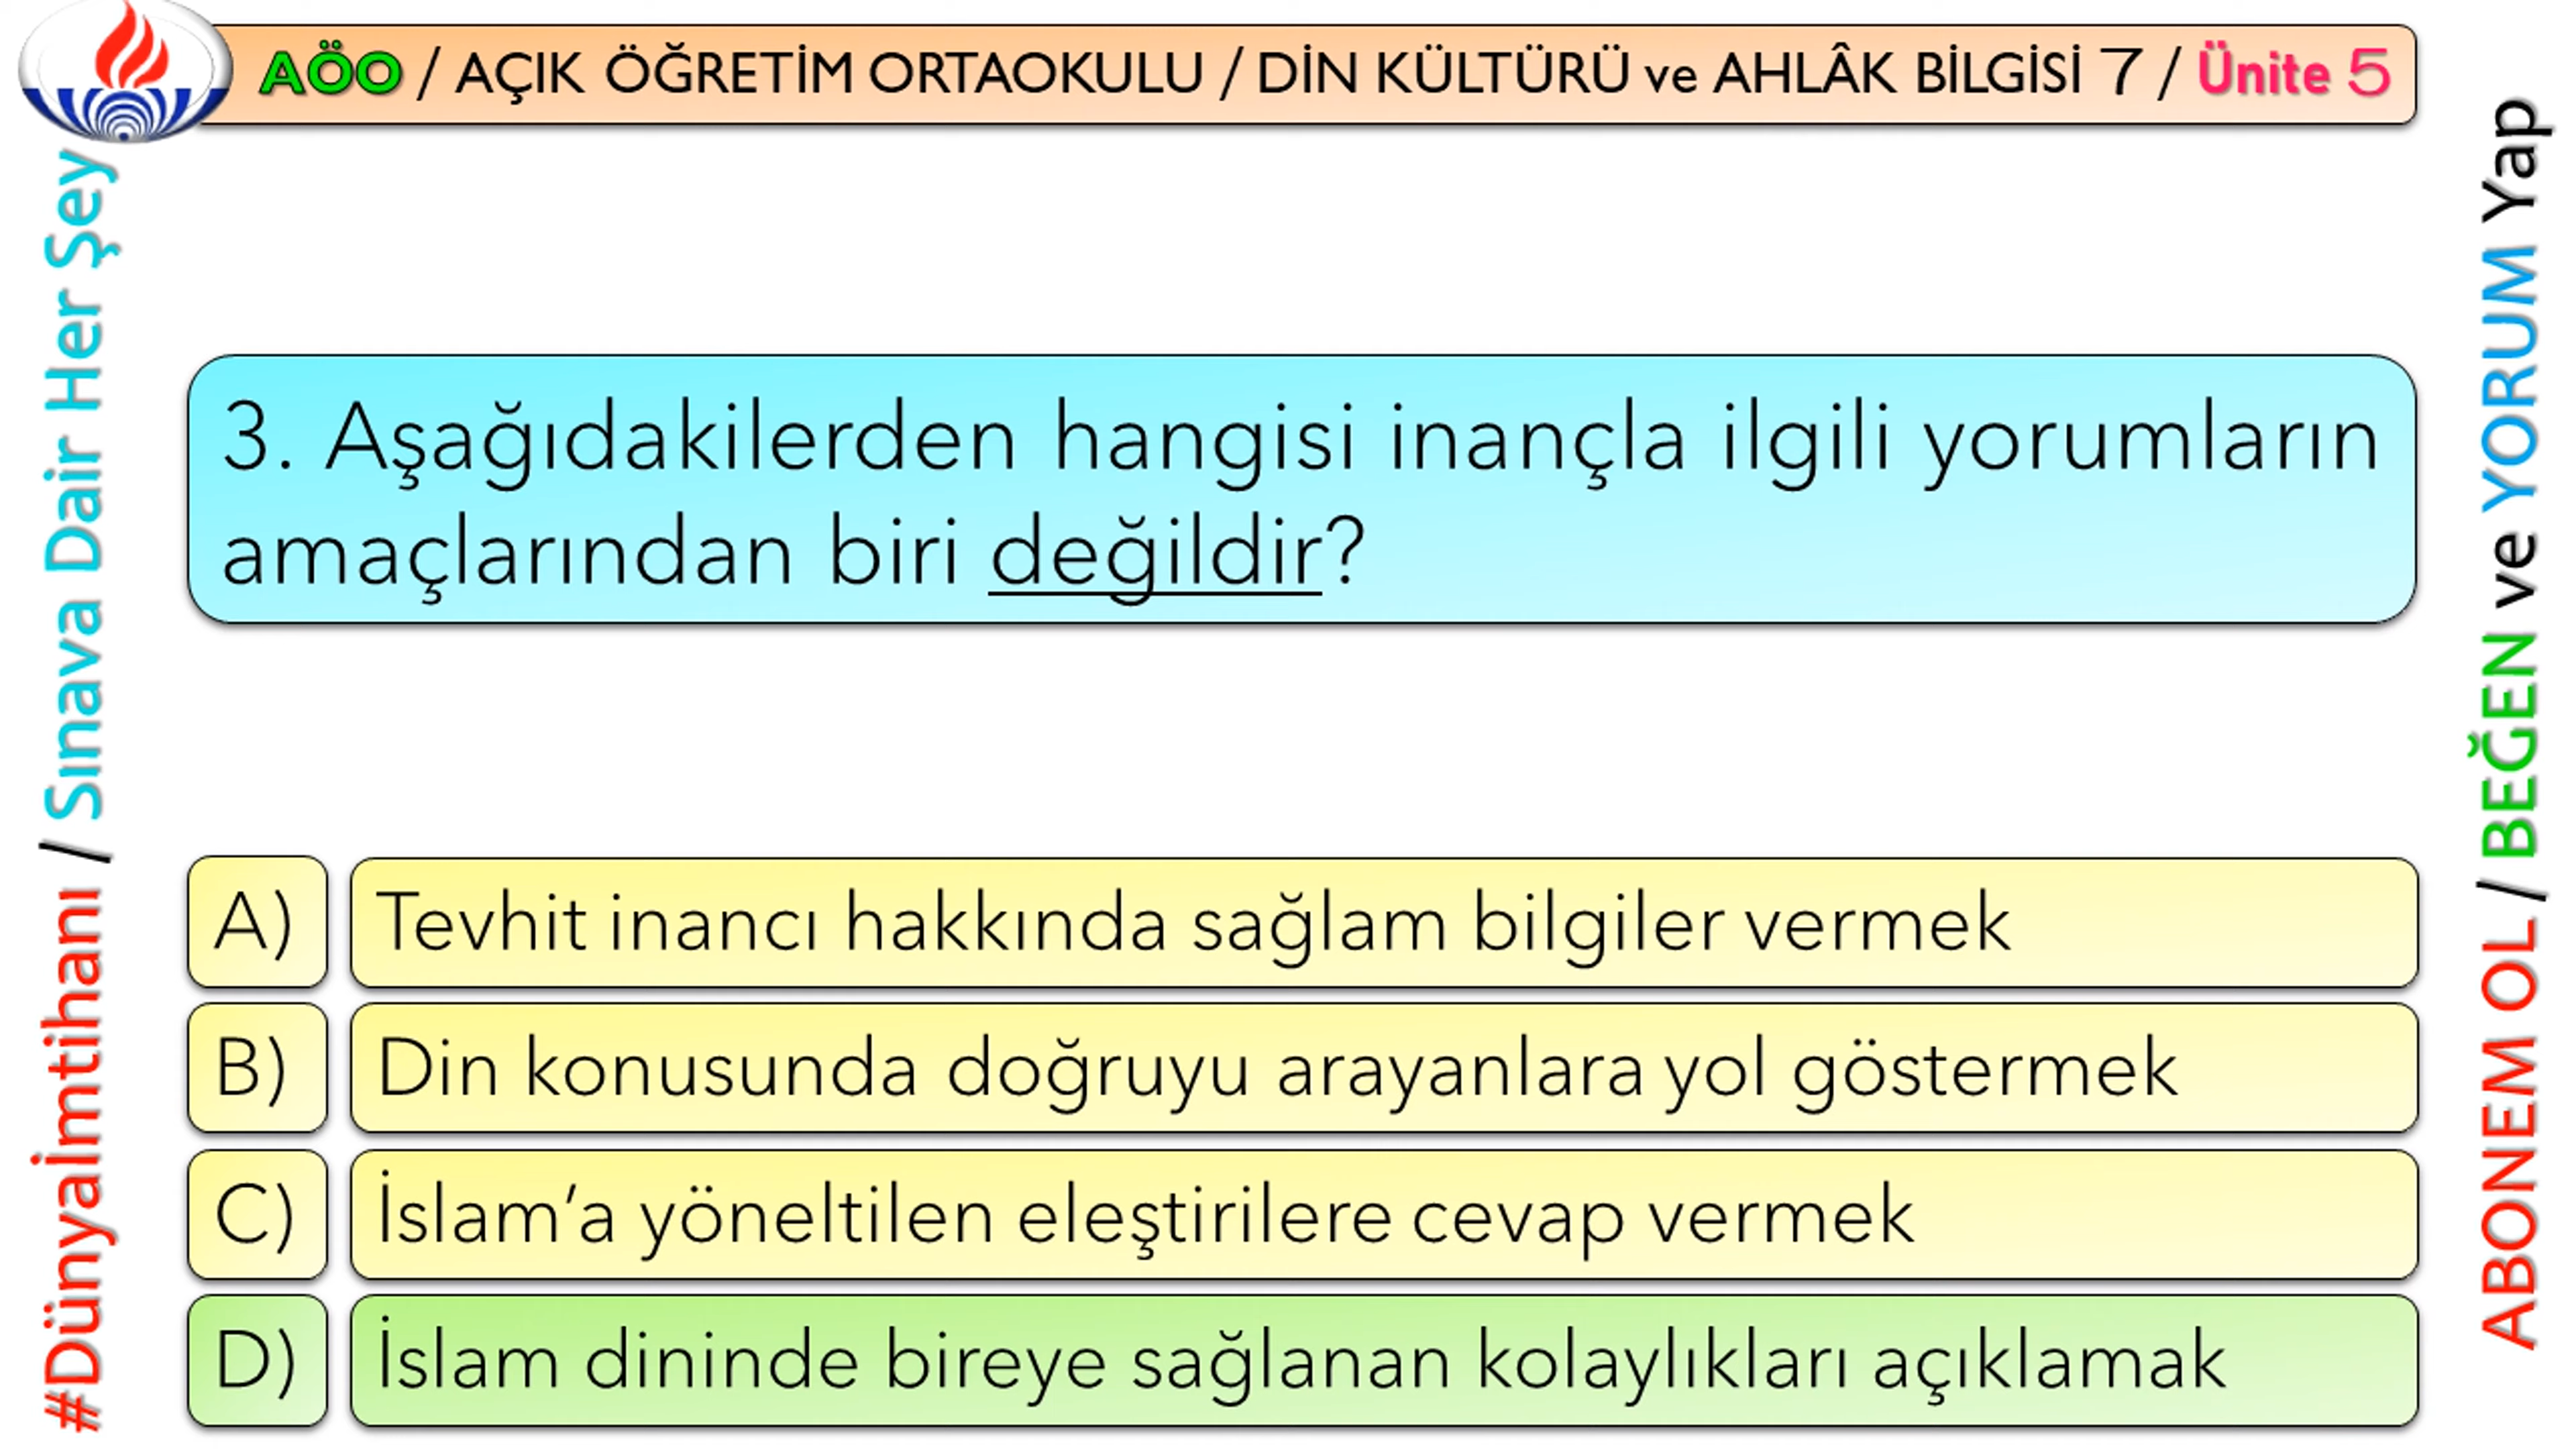 AÖO / AÇIK ÖĞRETİM ORTAOKULU / DİN KÜLTÜRÜ ve AHLÂK BİLGİSİ 7 / Ünite 5
#Dünyaİmtihanı / Sınava Dair Her Şey
3. Aşağıdakilerden hangisi inançla ilgili yorumların
amaçlarından biri değildir?
A) Tevhit inancı hakkında sağlam bilgiler vermek
B) Din konusunda doğruyu arayanlara yol göstermek
C) İslam’a yöneltilen eleştirilere cevap vermek
D) İslam dininde bireye sağlanan kolaylıkları açıklamak
ABONEM OL / BEĞEN ve YORUM Yap